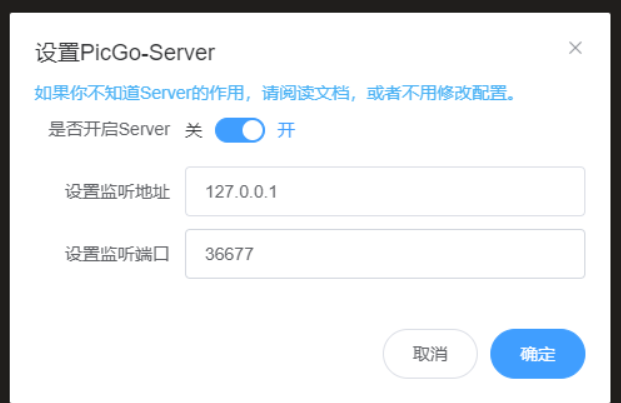 设置PicGo-Server
如果你不知道Server的作用，请阅读文档，或者不用修改配置。
是否开启Server 关 开
设置监听地址 127.0.0.1
设置监听端口 36677
取消 确定